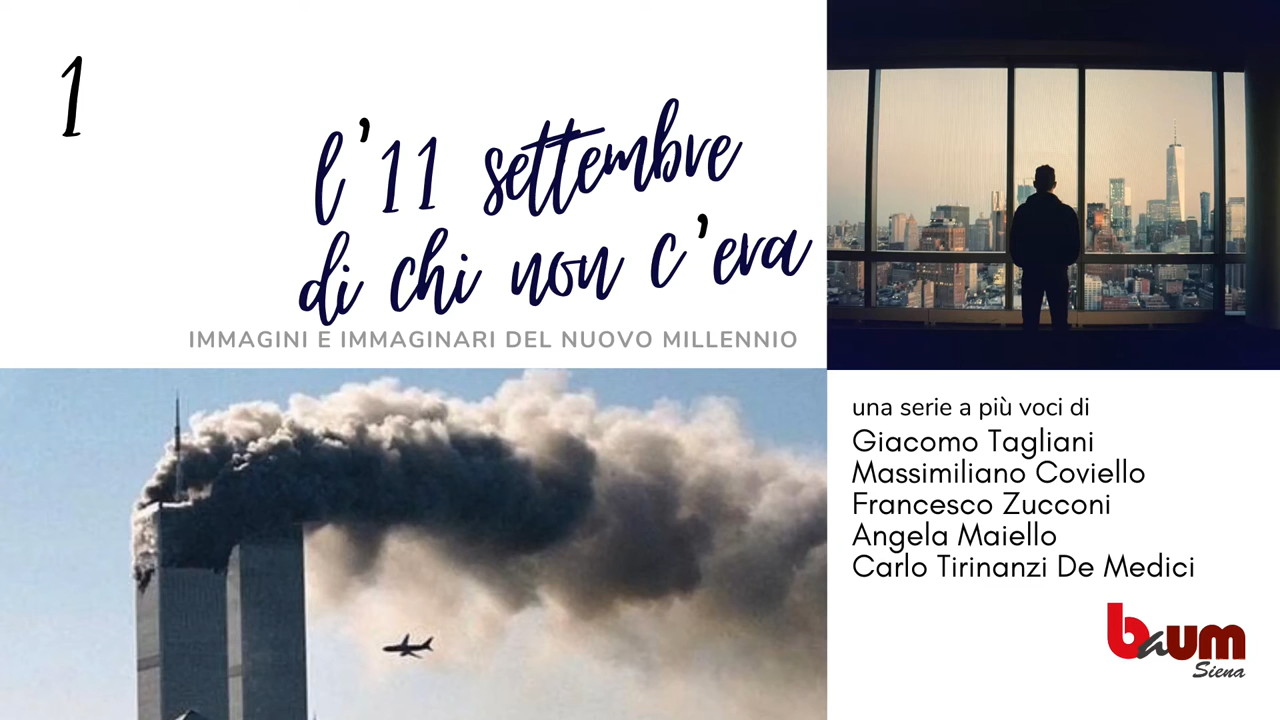 1
l'11 settembre
di chi non c'era
IMMAGINI E IMMAGINARI DEL NUOVO MILLENNIO
una serie a più voci di
Giacomo Tagliani
Massimiliano Coviello
Francesco Zucconi
Angela Maiello
Carlo Tirinanzi De Medici
baum
Siena